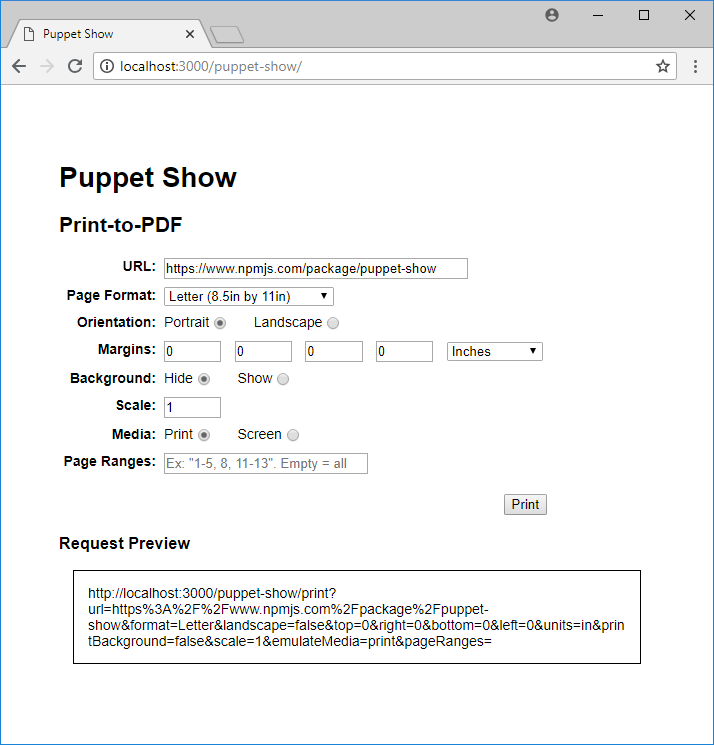 Puppet Show
localhost:3000/puppet-show/
Puppet Show
Print-to-PDF
URL: https://www.npmjs.com/package/puppet-show
Page Format: Letter (8.5in by 11in)
Orientation: Portrait Landscape
Margins: 0 0 0 0 Inches
Background: Hide Show
Scale: 1
Media: Print Screen
Page Ranges: Ex: "1-5, 8, 11-13". Empty = all
Print
Request Preview
http://localhost:3000/puppet-show/print?
url=https%3A%2F%2Fwww.npmjs.com%2Fpackage%2Fpuppet-
show&format=Letter&landscape=false&top=0&right=0&bottom=0&left=0&units=in&prin
tBackground=false&scale=1&emulateMedia=print&pageRanges=